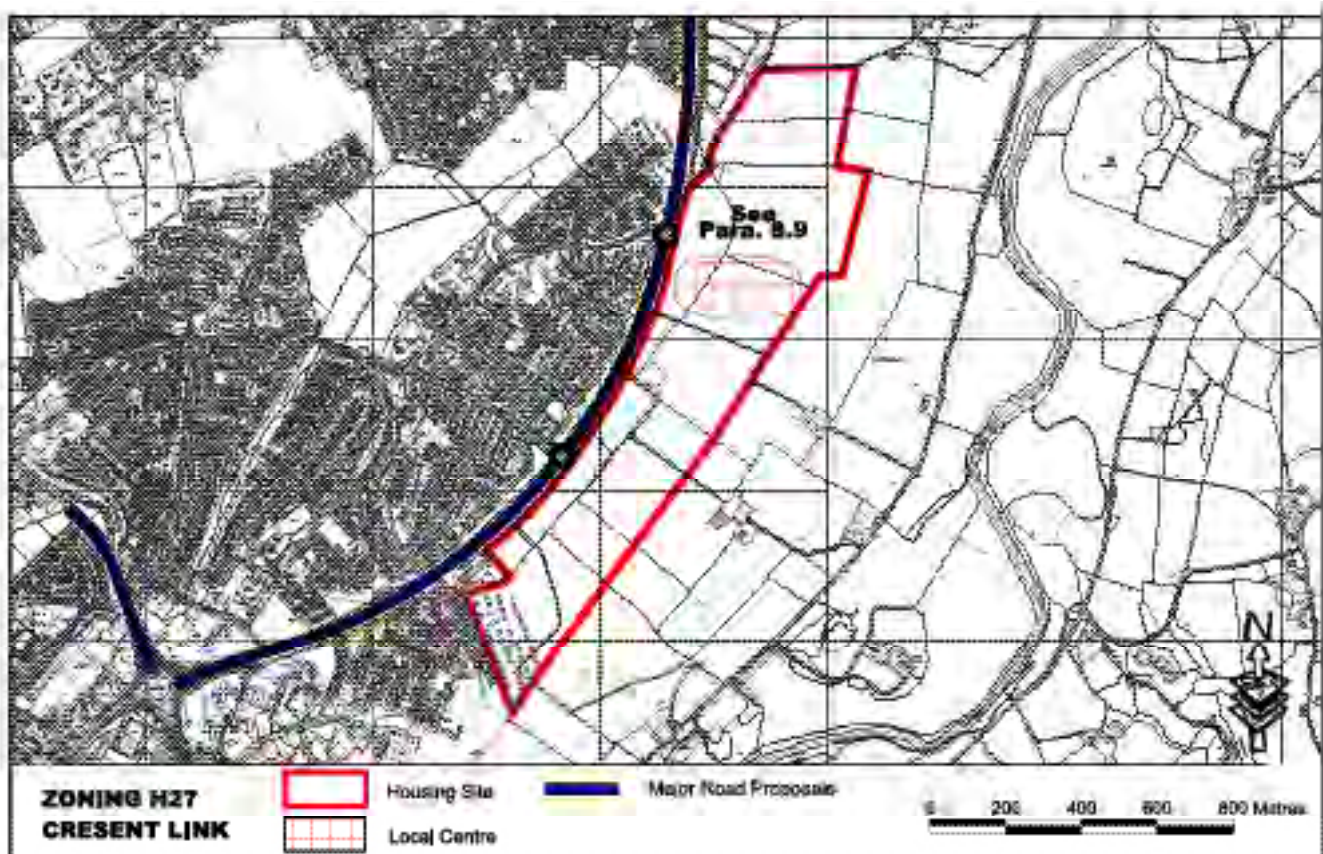 See
Para. 8.9
N
ZONING H27
CRESENT LINK
Housing Site
Local Centre
Major Road Proposals
0 200 400 600 800 Metres